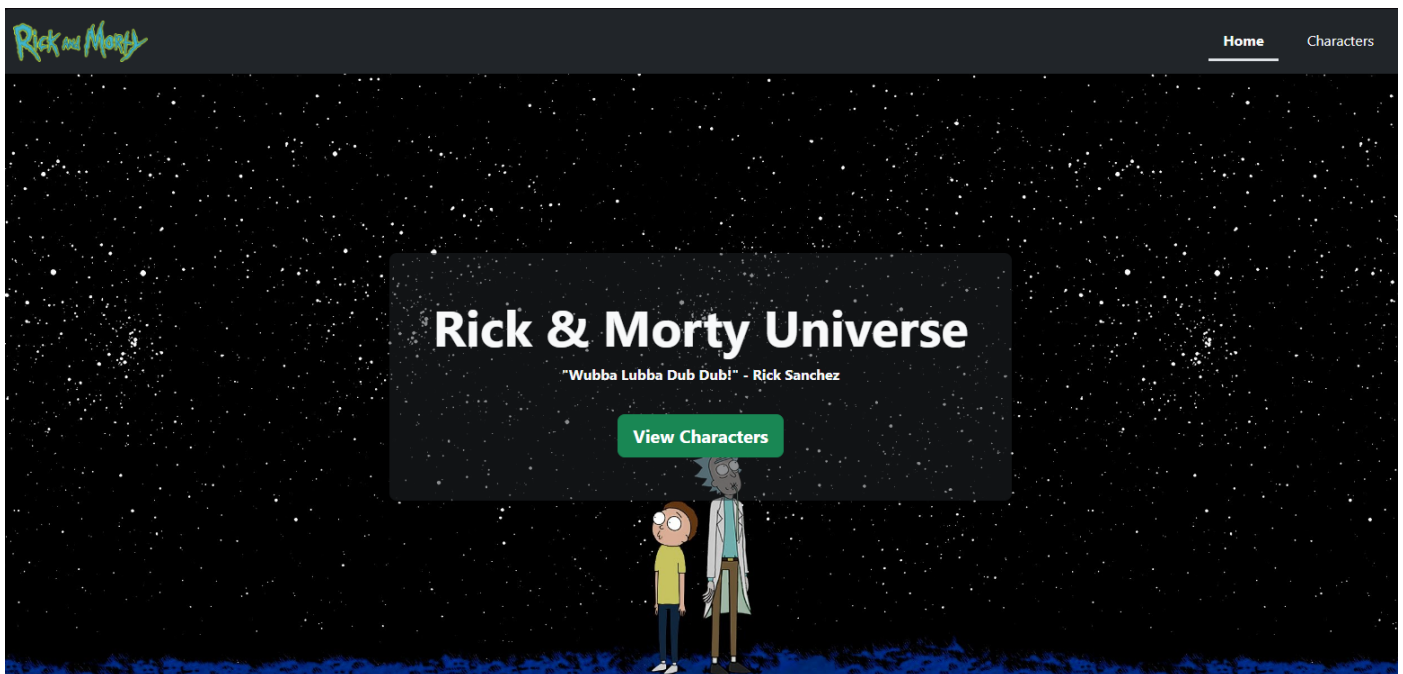 Rick and Morty
Home
Characters
Rick & Morty Universe
"Wubba Lubba Dub Dub!" - Rick Sanchez
View Characters